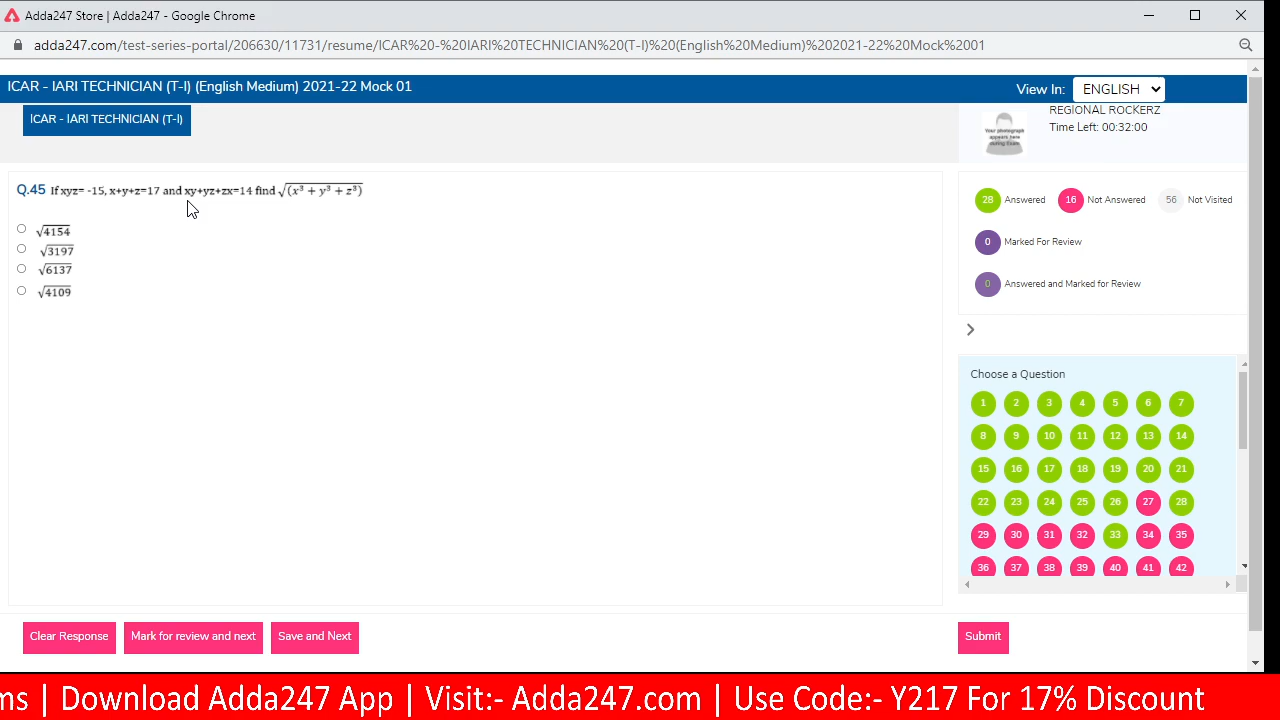 Adda247 Store | Adda247 - Google Chrome
adda247.com/test-series-portal/206630/11731/resume/ICAR%20-%20IARI%20TECHNICIAN%20(T-I)%20(English%20Medium)%202021-22%20Mock%2001
ICAR - IARI TECHNICIAN (T-I) (English Medium) 2021-22 Mock 01
View In: ENGLISH
ICAR - IARI TECHNICIAN (T-I)
Your photograph appears here during Exam
REGIONAL ROCKERZ
Time Left: 00:32:00
Q.45 If xyz= -15, x+y+z=17 and xy+yz+zx=14 find √(x³ + y³ + z³)
√4154
√3197
√6137
√4109
28 Answered 16 Not Answered 56 Not Visited
0 Marked For Review
0 Answered and Marked for Review
Choose a Question
1 2 3 4 5 6 7
8 9 10 11 12 13 14
15 16 17 18 19 20 21
22 23 24 25 26 27 28
29 30 31 32 33 34 35
36 37 38 39 40 41 42
Clear Response Mark for review and next Save and Next Submit
ms | Download Adda247 App | Visit:- Adda247.com | Use Code:- Y217 For 17% Discount